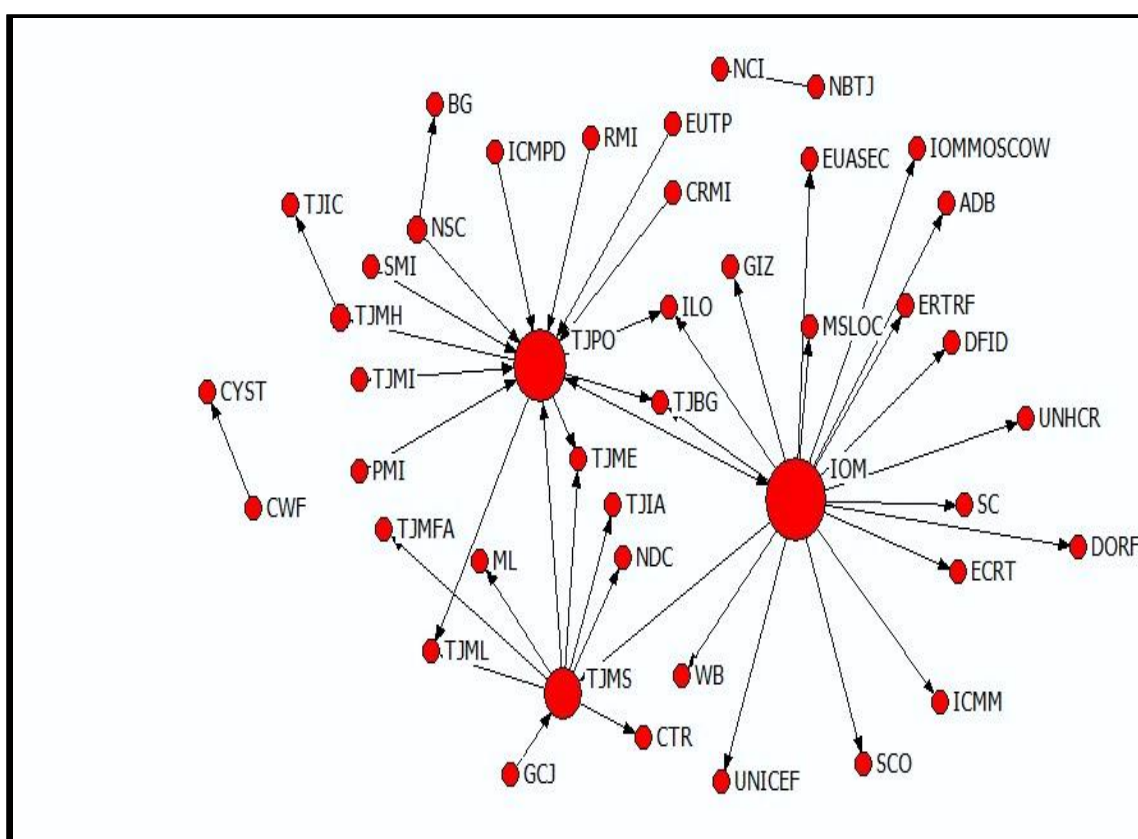 NCI
NBTJ
BG
EUTP
RMI
ICMPD
IOMMOSCOW
EUASEC
CRMI
ADB
TJIC
NSC
SMI
GIZ
ILO
ERTRF
TJMH
MSLOC
TJPO
DFID
TJMI
CYST
TJBG
UNHCR
PMI
TJME
IOM
CWF
TJIA
SC
TJMFA
DORF
ML
NDC
ECRT
TJML
TJMS
WB
ICMM
CTR
GCJ
SCO
UNICEF